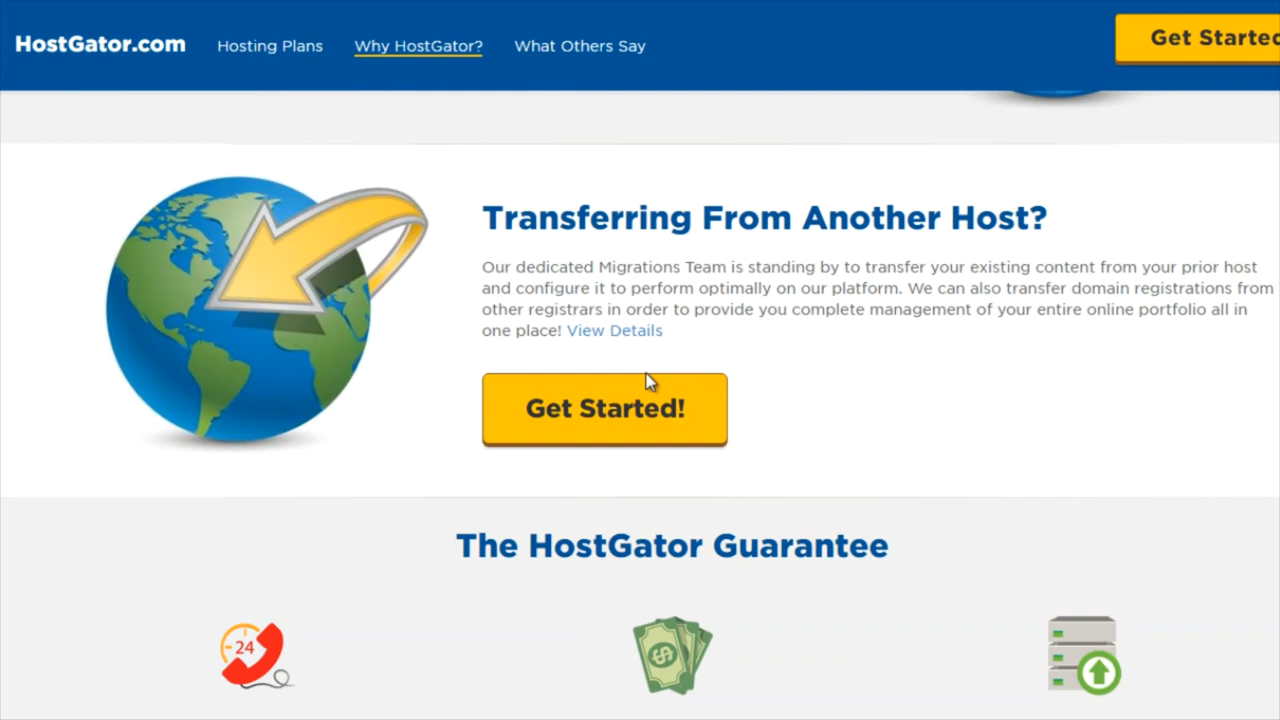 HostGator.com Hosting Plans Why HostGator? What Others Say Get Started
Transferring From Another Host?
Our dedicated Migrations Team is standing by to transfer your existing content from your prior host
and configure it to perform optimally on our platform. We can also transfer domain registrations from
other registrars in order to provide you complete management of your entire online portfolio all in
one place! View Details
Get Started!
The HostGator Guarantee
24